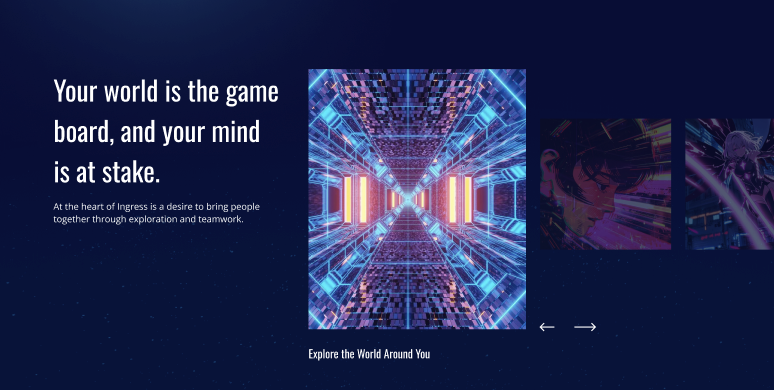 Your world is the game
board, and your mind
is at stake.
At the heart of Ingress is a desire to bring people
together through exploration and teamwork.
Explore the World Around You